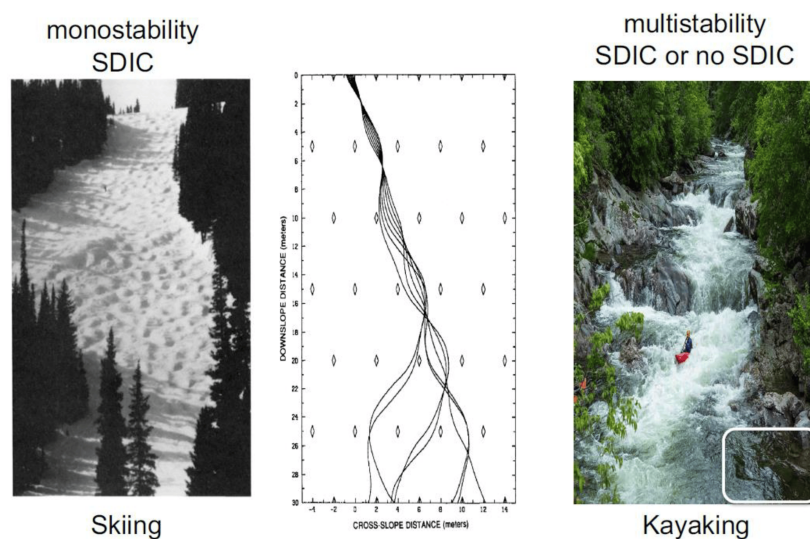 monostability
SDIC
multistability
SDIC or no SDIC
0
2
4
6
8
10
12
14
16
18
20
22
24
26
28
30
DOWNSLOPE DISTANCE (meters)
-4 -2 0 2 4 6 8 10 12 14
CROSS-SLOPE DISTANCE (meters)
Skiing
Kayaking